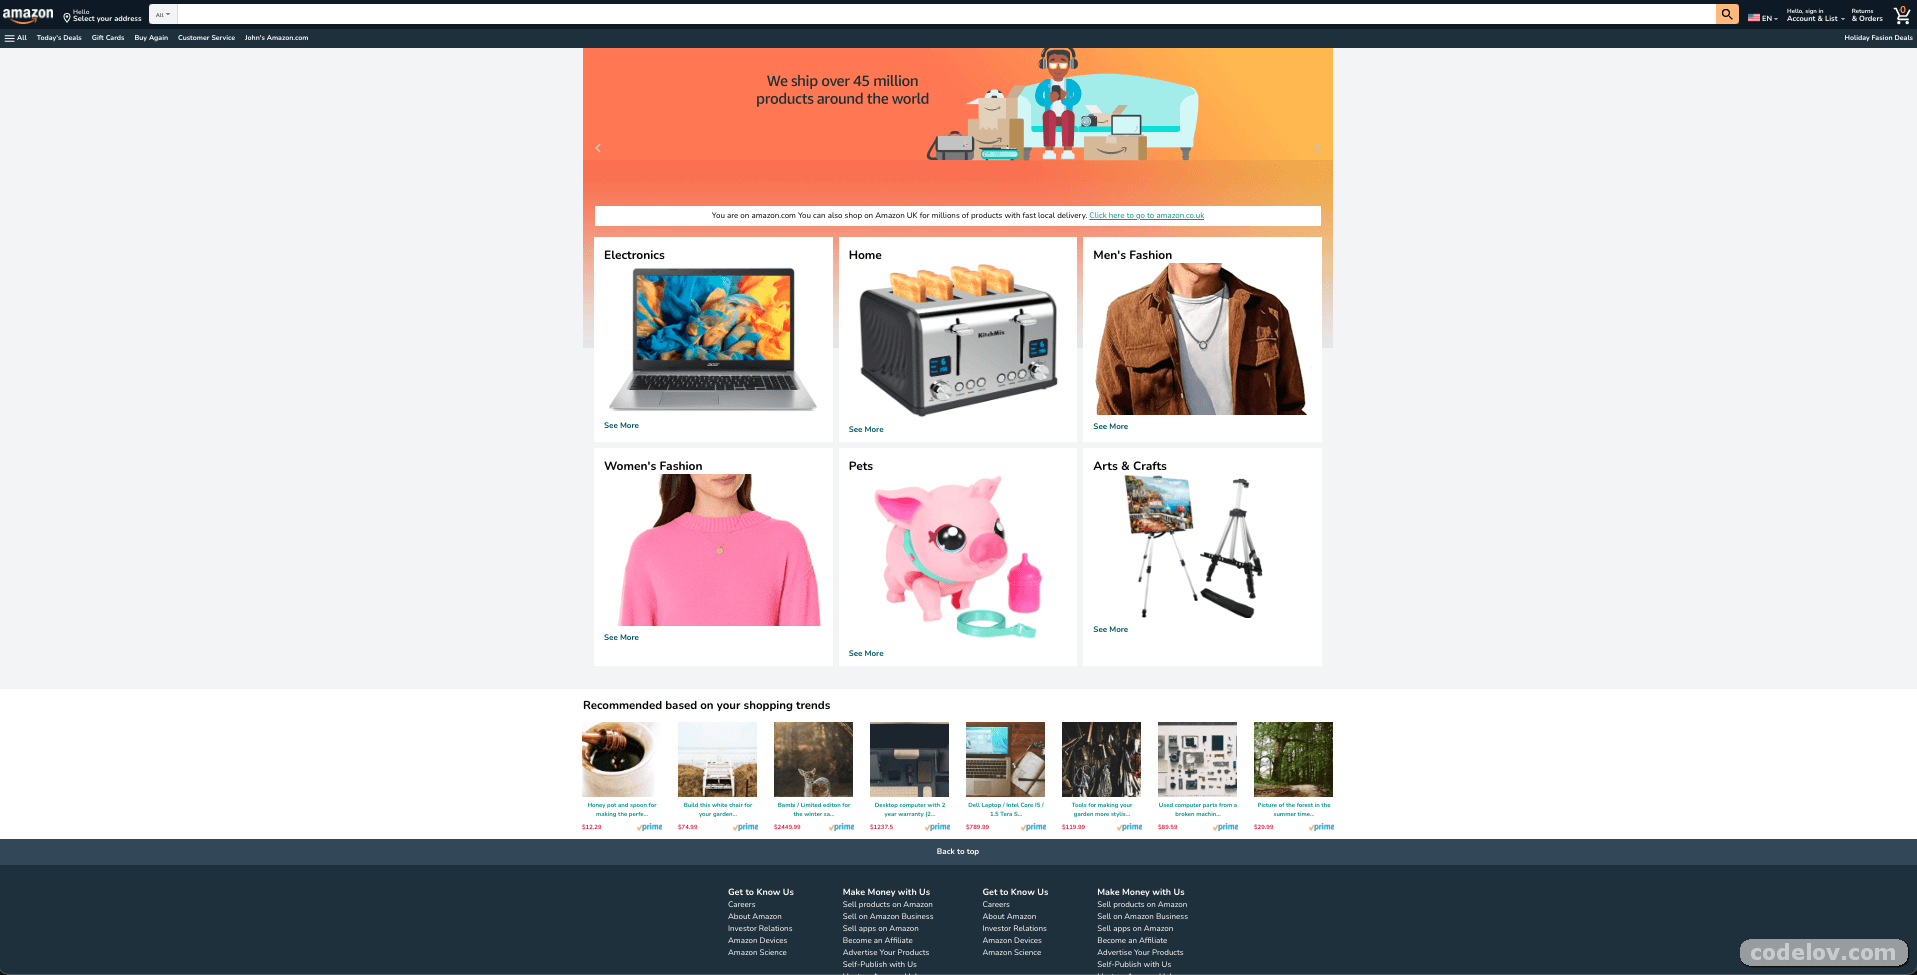 amazon
Hello
Select your address
All
EN
Hello, sign in
Account & List
Returns
& Orders
0
All
Today's Deals
Gift Cards
Buy Again
Customer Service
John's Amazon.com
Holiday Fasion Deals
We ship over 45 million
products around the world
You are on amazon.com You can also shop on Amazon UK for millions of products with fast local delivery. Click here to go to amazon.co.uk
Electronics
acer
See More
Home
KitchMix
See More
Men's Fashion
See More
Women's Fashion
See More
Pets
See More
Arts & Crafts
See More
Recommended based on your shopping trends
Honey pot and spoon for
making the perfe...
$12.29
prime
Build this white chair for
your garden...
$74.99
prime
Bambi / Limited editon for
the winter sa...
$2449.99
prime
Desktop computer with 2
year warranty (2...
$1237.5
prime
Dell Laptop / Intel Core I5 /
1.5 Tera S...
$789.99
prime
Tools for making your
garden more stylis...
$119.99
prime
Used computer parts from a
broken machin...
$89.59
prime
Picture of the forest in the
summer time...
$29.99
prime
Back to top
Get to Know Us
Careers
About Amazon
Investor Relations
Amazon Devices
Amazon Science
Make Money with Us
Sell products on Amazon
Sell on Amazon Business
Sell apps on Amazon
Become an Affiliate
Advertise Your Products
Self-Publish with Us
Get to Know Us
Careers
About Amazon
Investor Relations
Amazon Devices
Amazon Science
Make Money with Us
Sell products on Amazon
Sell on Amazon Business
Sell apps on Amazon
Become an Affiliate
Advertise Your Products
Self-Publish with Us
codelov.com